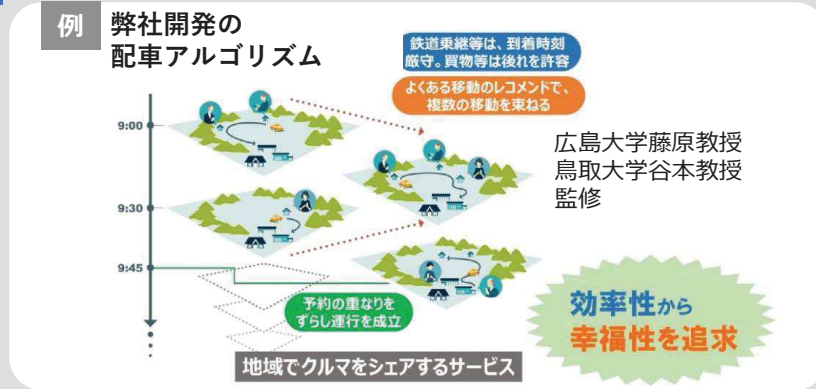 例
弊社開発の
配車アルゴリズム
鉄道乗継等は、到着時刻
厳守。買物等は後れを許容
よくある移動のレコメンドで、
複数の移動を束ねる
9:00
9:30
9:45
広島大学藤原教授
鳥取大学谷本教授
監修
予約の重なりを
ずらし運行を成立
効率性から
幸福性を追求
地域でクルマをシェアするサービス